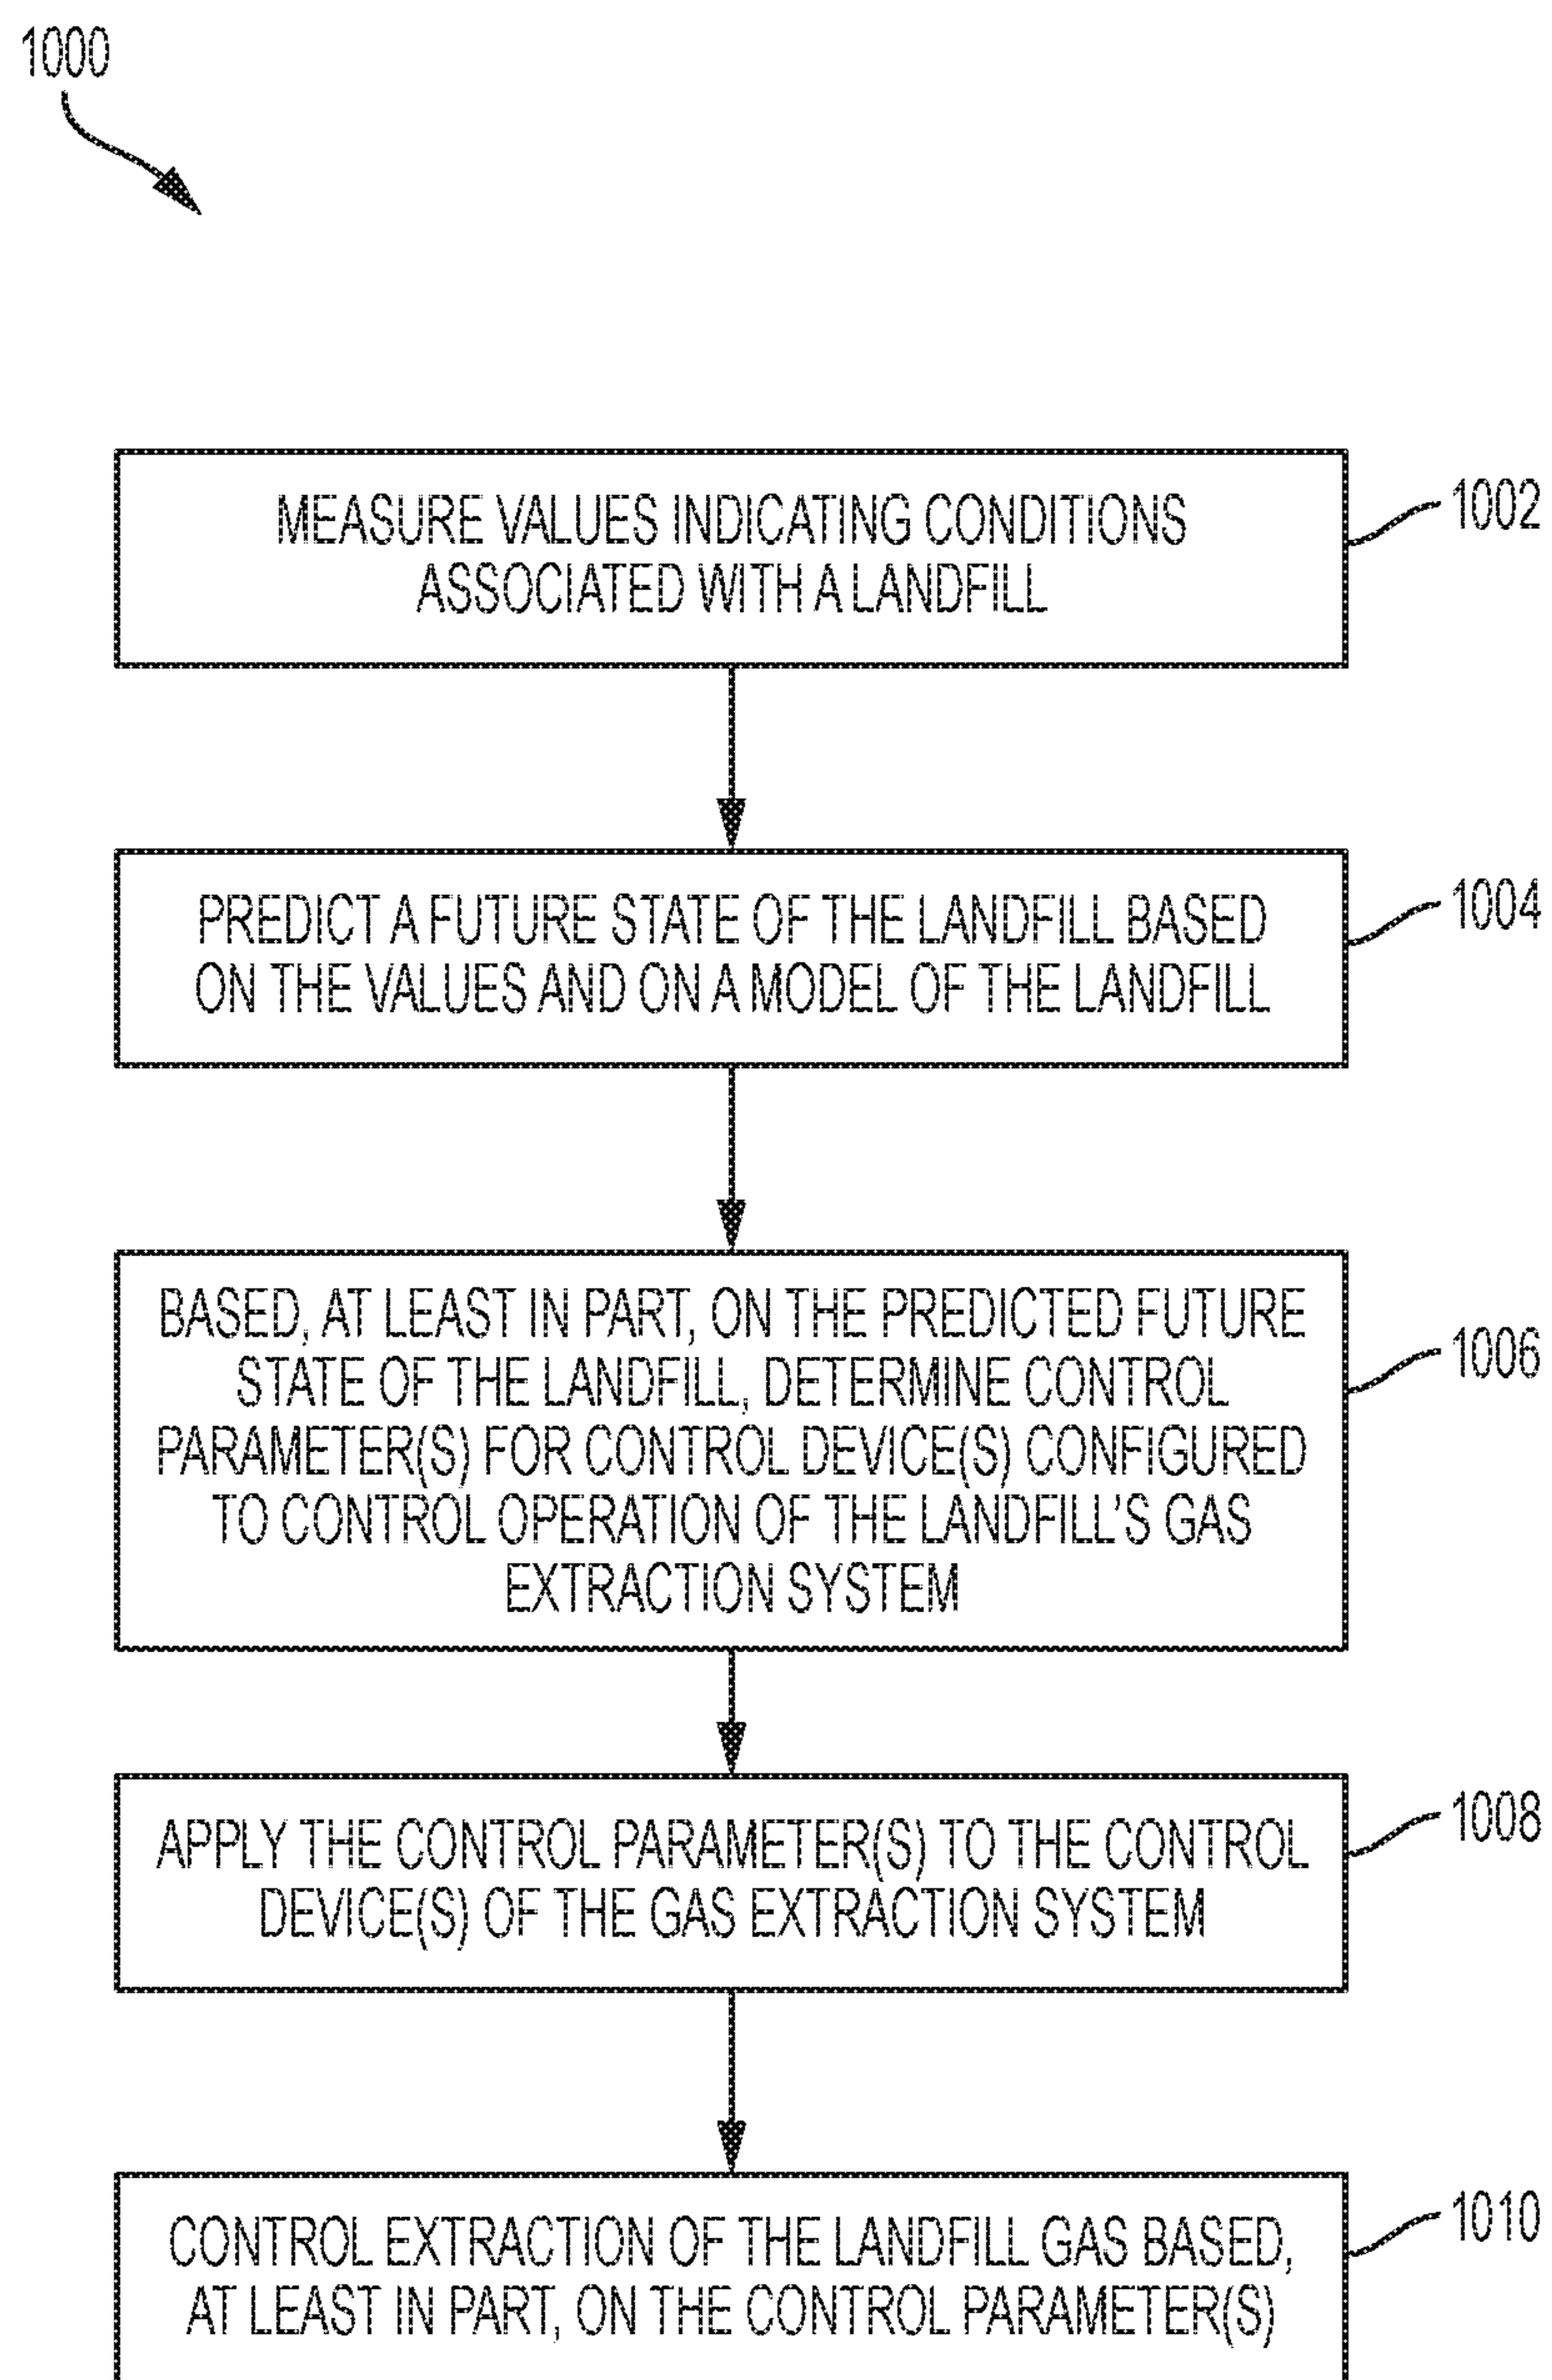 1000
MEASURE VALUES INDICATING CONDITIONS
ASSOCIATED WITH A LANDFILL
1002
PREDICT A FUTURE STATE OF THE LANDFILL BASED
ON THE VALUES AND ON A MODEL OF THE LANDFILL
1004
BASED, AT LEAST IN PART, ON THE PREDICTED FUTURE
STATE OF THE LANDFILL, DETERMINE CONTROL
PARAMETER(S) FOR CONTROL DEVICE(S) CONFIGURED
TO CONTROL OPERATION OF THE LANDFILL'S GAS
EXTRACTION SYSTEM
1006
APPLY THE CONTROL PARAMETER(S) TO THE CONTROL
DEVICE(S) OF THE GAS EXTRACTION SYSTEM
1008
CONTROL EXTRACTION OF THE LANDFILL GAS BASED,
AT LEAST IN PART, ON THE CONTROL PARAMETER(S)
1010